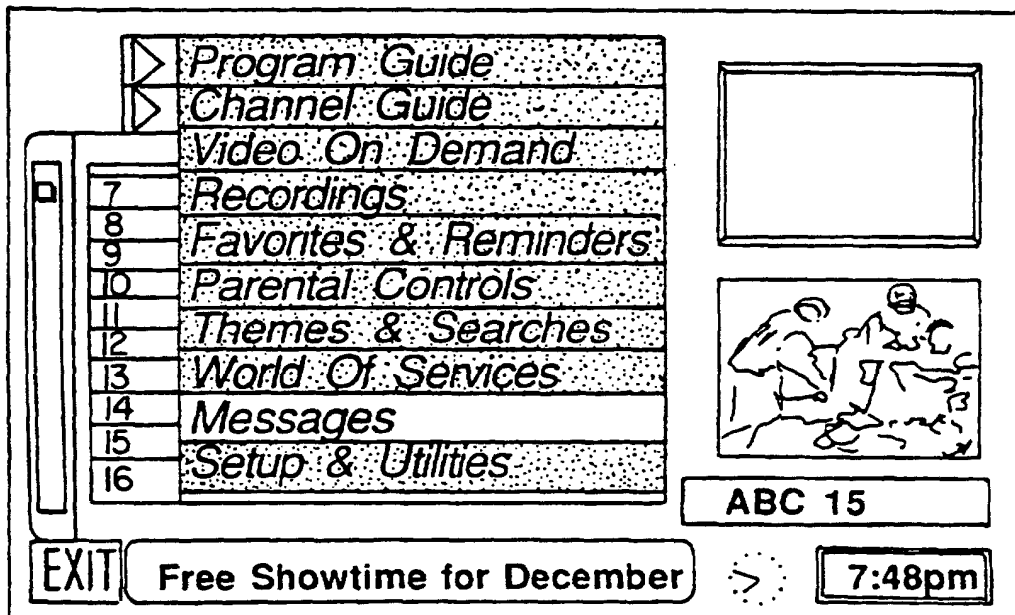 Program Guide
Channel Guide
Video On Demand
7 Recordings
8
9 Favorites & Reminders
10 Parental Controls
11
12 Themes & Searches
13 World Of Services
14 Messages
15
16 Setup & Utilities
ABC 15
EXIT Free Showtime for December 7:48pm